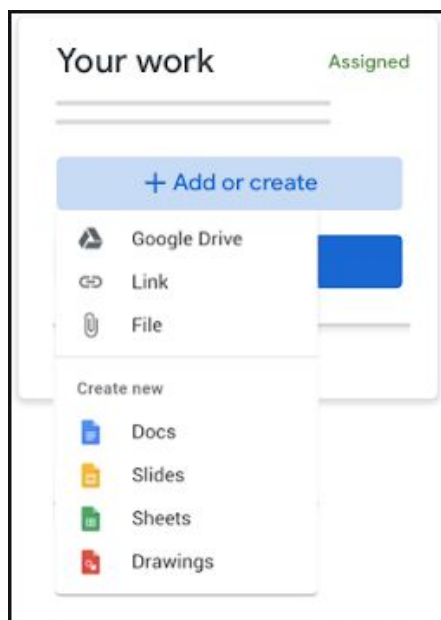 Your work
Assigned
+ Add or create
Google Drive
Link
File
Create new
Docs
Slides
Sheets
Drawings